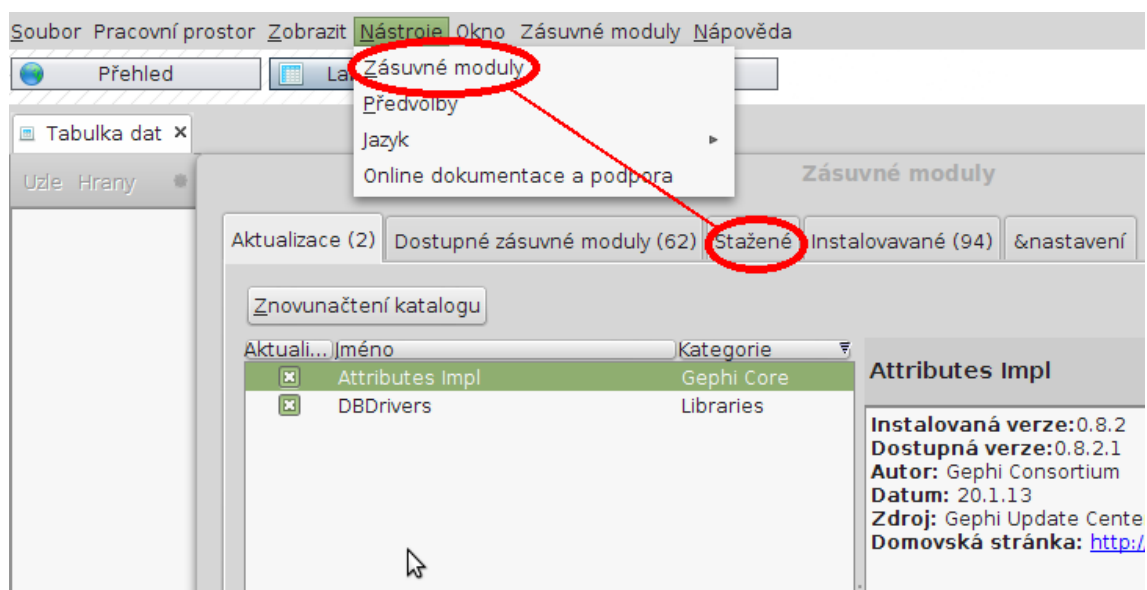 Soubor Pracovní prostor Zobrazit Nástroje Okno Zásuvné moduly Nápověda
Přehled
Zásuvné moduly
Předvolby
Jazyk
Online dokumentace a podpora
Tabulka dat
Uzle Hrany
Zásuvné moduly
Aktualizace (2) Dostupné zásuvné moduly (62) Stažené Instalovavané (94) &nastavení
Znovunačtení katalogu
Aktuali... Jméno Kategorie
Attributes Impl Gephi Core
DBDrivers Libraries
Attributes Impl
Instalovaná verze:0.8.2
Dostupná verze:0.8.2.1
Autor: Gephi Consortium
Datum: 20.1.13
Zdroj: Gephi Update Cente
Domovská stránka: http:/